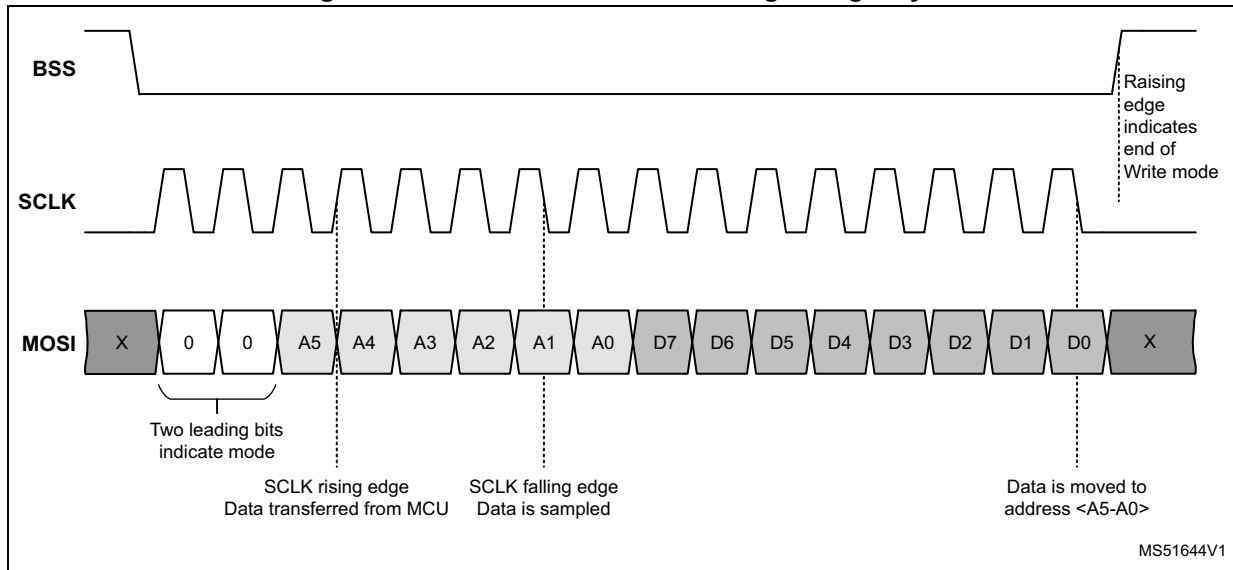 BSS
Raising
edge
indicates
end of
Write mode
SCLK
MOSI
X 0 0 A5 A4 A3 A2 A1 A0 D7 D6 D5 D4 D3 D2 D1 D0 X
Two leading bits
indicate mode
SCLK rising edge
Data transferred from MCU
SCLK falling edge
Data is sampled
Data is moved to
address <A5-A0>
MS51644V1